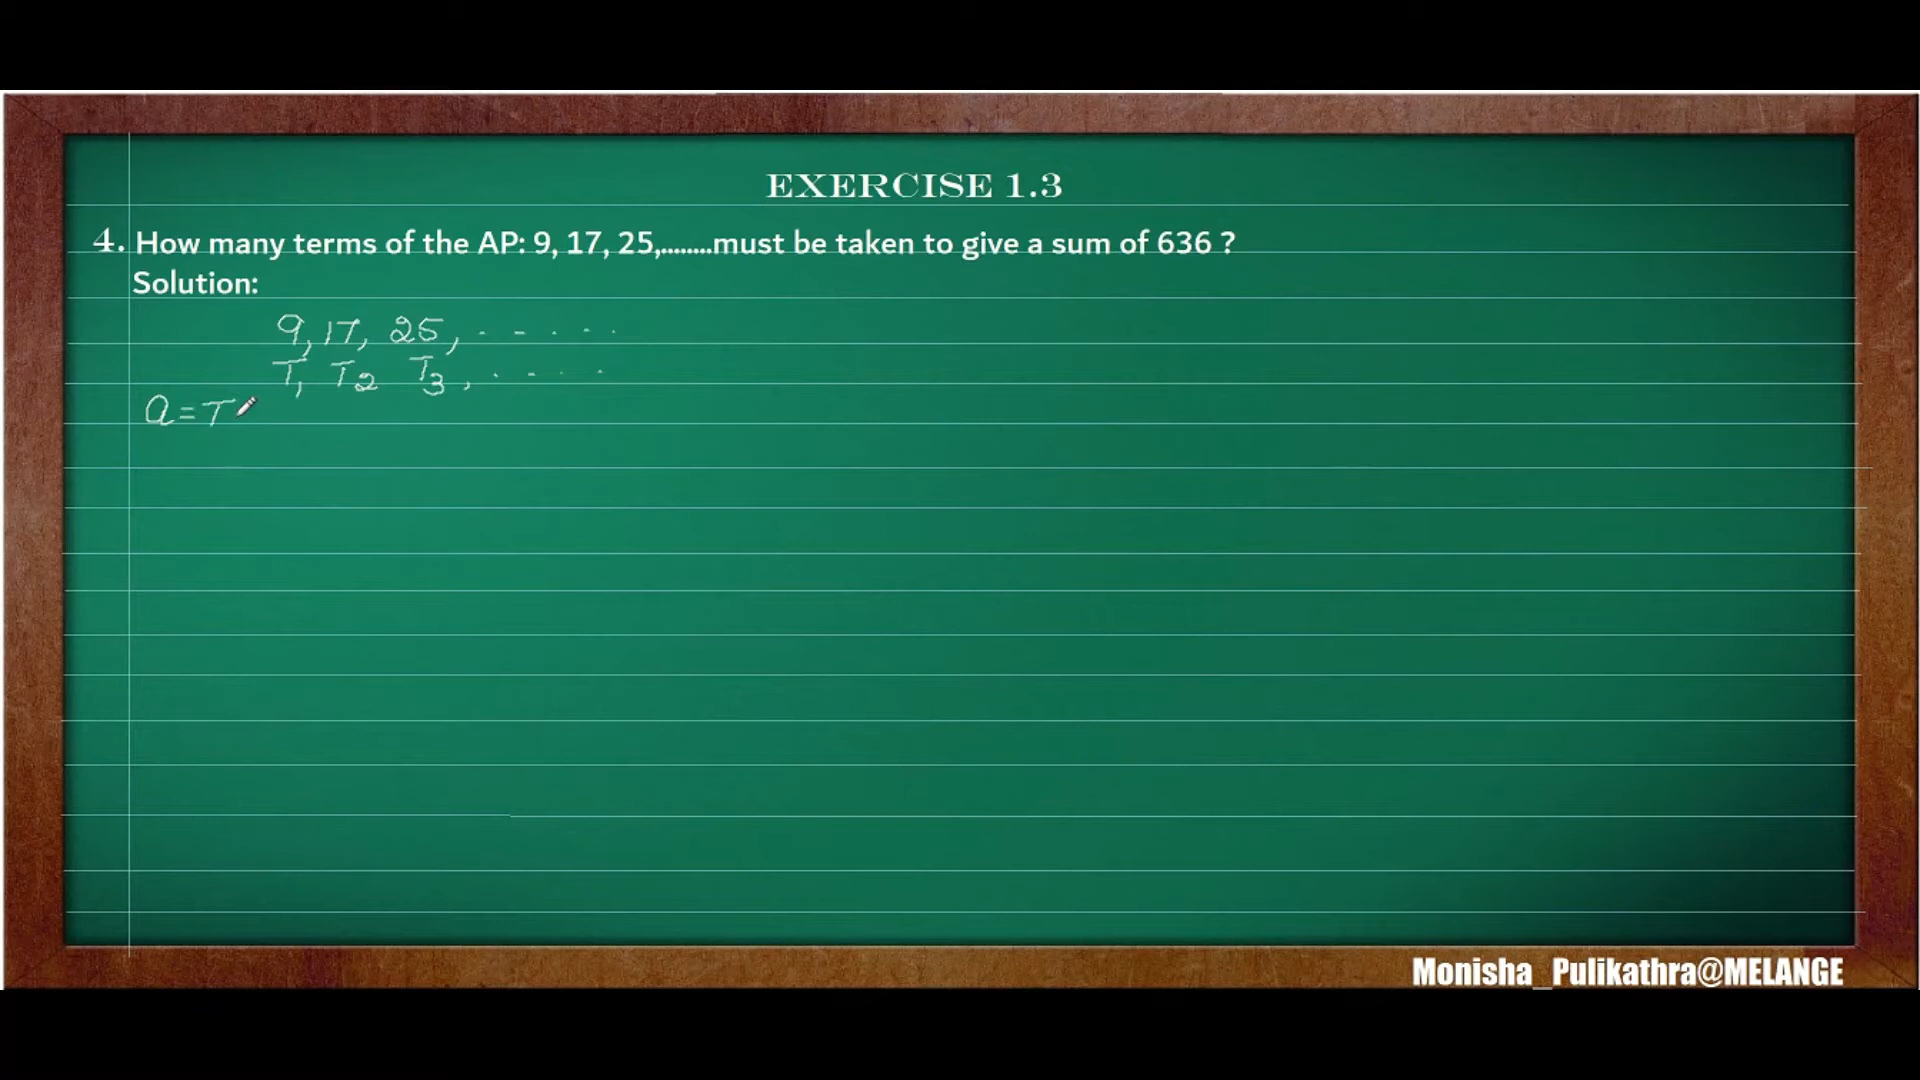 EXERCISE 1.3
4. How many terms of the AP: 9, 17, 25,........must be taken to give a sum of 636 ?
Solution:
9, 17, 25, . - . . .
T, T2 T3, . - . .
a = T
Monisha_Pulikathra@MELANGE